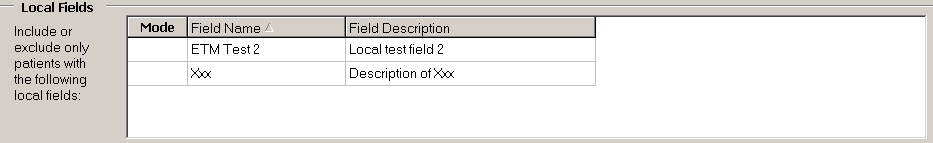 Local Fields
Include or
exclude only
patients with
the following
local fields:
Mode Field Name Field Description
ETM Test 2 Local test field 2
Xxx Description of Xxx